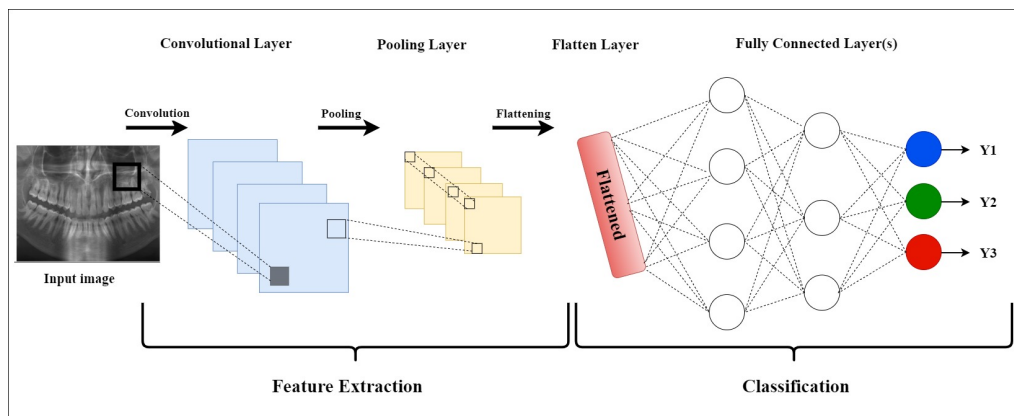 Convolutional Layer
Pooling Layer
Flatten Layer
Fully Connected Layer(s)
Convolution
Pooling
Flattening
Input image
Flattened
Y1
Y2
Y3
Feature Extraction
Classification